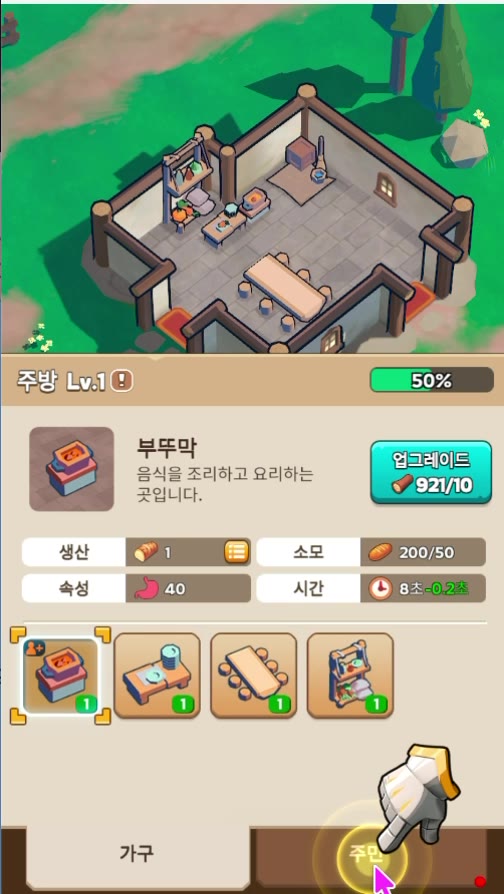 주방 Lv.1 !
50%
부뚜막
음식을 조리하고 요리하는
곳입니다.
업그레이드
921/10
생산 1
소모 200/50
속성 40
시간 8초-0.2초
1 1 1 1
가구
주민